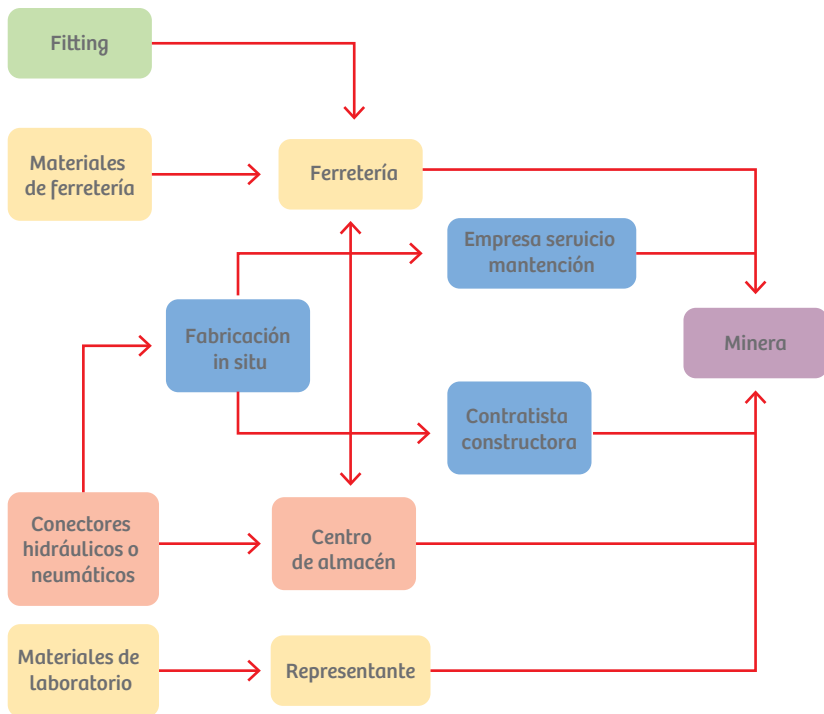 Fitting
Materiales
de ferretería
Ferretería
Empresa servicio
mantención
Fabricación
in situ
Minera
Contratista
constructora
Conectores
hidráulicos o
neumáticos
Centro
de almacén
Materiales de
laboratorio
Representante